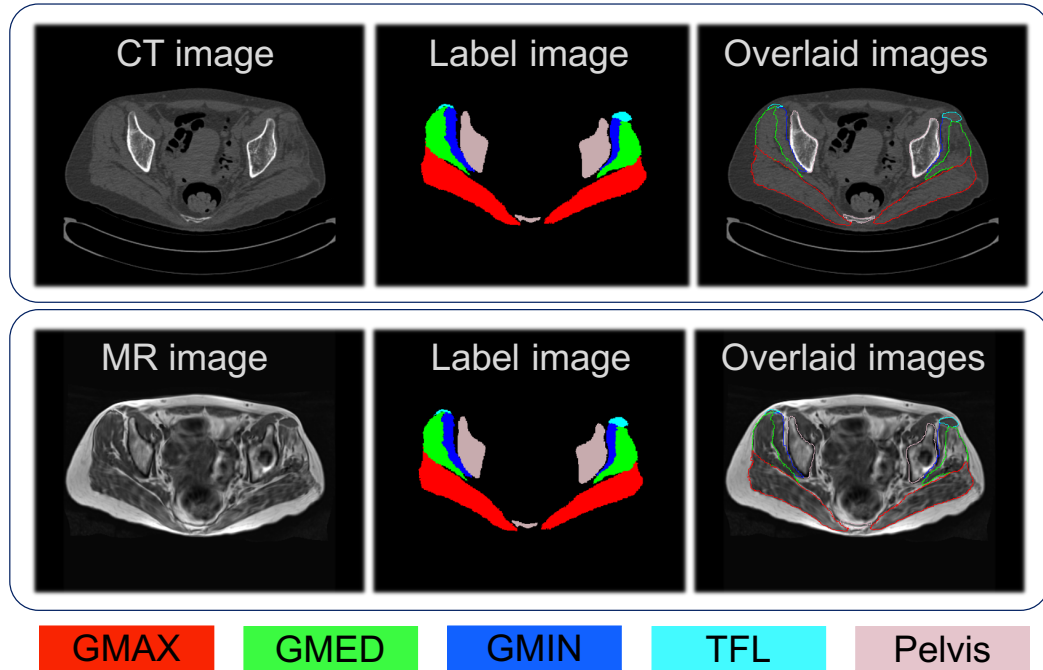 CT image
Label image
Overlaid images
MR image
Label image
Overlaid images
GMAX
GMED
GMIN
TFL
Pelvis